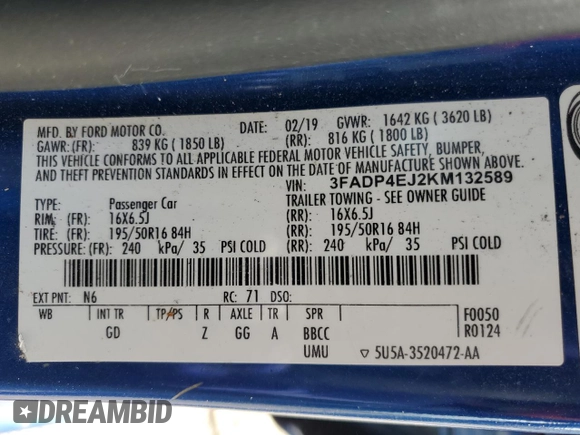 MFD. BY FORD MOTOR CO.
DATE: 02/19 GVWR: 1642 KG ( 3620 LB)
GAWR: (FR): 839 KG ( 1850 LB) (RR): 816 KG ( 1800 LB)
THIS VEHICLE CONFORMS TO ALL APPLICABLE FEDERAL MOTOR VEHICLE SAFETY, BUMPER,
AND THEFT PREVENTION STANDARDS IN EFFECT ON THE DATE OF MANUFACTURE SHOWN ABOVE.
VIN: 3FADP4EJ2KM132589
TYPE: Passenger Car TRAILER TOWING - SEE OWNER GUIDE
RIM: (FR) 16X6.5J (RR): 16X6.5J
TIRE: (FR) 195/50R16 84H (RR): 195/50R16 84H
PRESSURE: (FR) 240 kPa/ 35 PSI COLD (RR): 240 kPa/ 35 PSI COLD
EXT PNT: N6 RC: 71 DSO:
WB INT TR TP/PS R AXLE TR SPR F0050
GD Z GG A BBCC R0124
UMU ▽ 5U5A-3520472-AA
DREAMBID